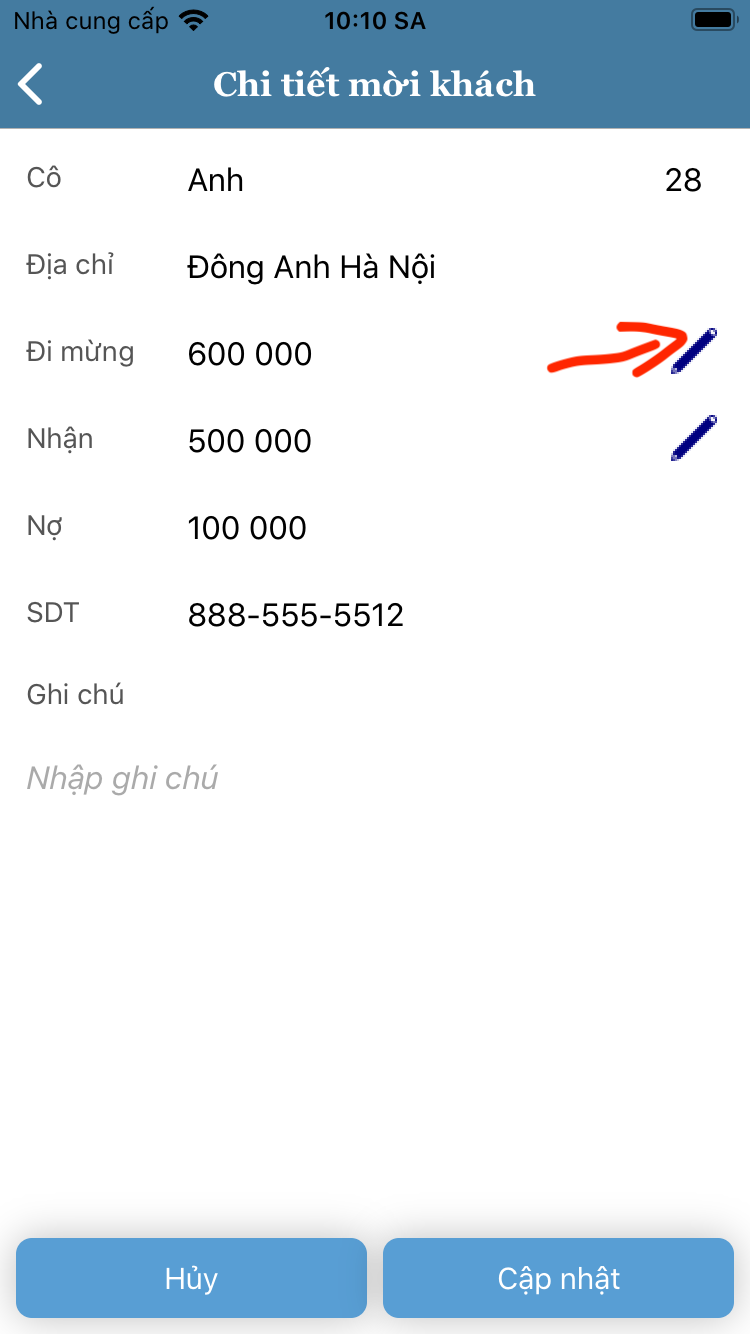 Nhà cung cấp 10:10 SA
Chi tiết mời khách
Cô Anh 28
Địa chỉ Đông Anh Hà Nội
Đi mừng 600 000
Nhận 500 000
Nợ 100 000
SDT 888-555-5512
Ghi chú
Nhập ghi chú
Hủy Cập nhật